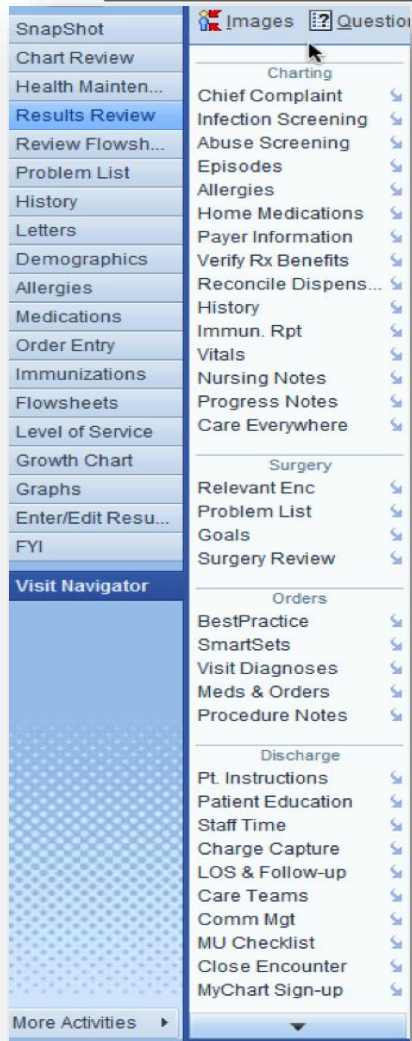 SnapShot
Chart Review
Health Mainten...
Results Review
Review Flowsh...
Problem List
History
Letters
Demographics
Allergies
Medications
Order Entry
Immunizations
Flowsheets
Level of Service
Growth Chart
Graphs
Enter/Edit Resu...
FYI
Visit Navigator
More Activities
Images Question
Charting
Chief Complaint
Infection Screening
Abuse Screening
Episodes
Allergies
Home Medications
Payer Information
Verify Rx Benefits
Reconcile Dispens...
History
Immun. Rpt
Vitals
Nursing Notes
Progress Notes
Care Everywhere
Surgery
Relevant Enc
Problem List
Goals
Surgery Review
Orders
BestPractice
SmartSets
Visit Diagnoses
Meds & Orders
Procedure Notes
Discharge
Pt. Instructions
Patient Education
Staff Time
Charge Capture
LOS & Follow-up
Care Teams
Comm Mgt
MU Checklist
Close Encounter
MyChart Sign-up